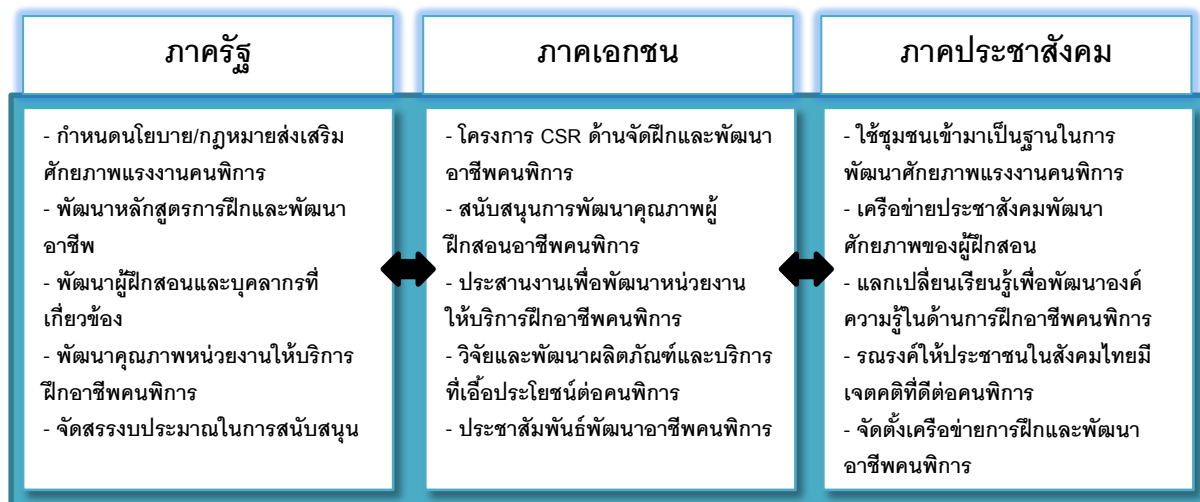 ภาครัฐ
- กำหนดนโยบาย/กฎหมายส่งเสริม
ศักยภาพแรงงานคนพิการ
- พัฒนาหลักสูตรการฝึกและพัฒนา
อาชีพ
- พัฒนาผู้ฝึกสอนและบุคลากรที่
เกี่ยวข้อง
- พัฒนาคุณภาพหน่วยงานให้บริการ
ฝึกอาชีพคนพิการ
- จัดสรรงบประมาณในการสนับสนุน
ภาคเอกชน
- โครงการ CSR ด้านจัดฝึกและพัฒนา
อาชีพคนพิการ
- สนับสนุนการพัฒนาคุณภาพผู้
ฝึกสอนอาชีพคนพิการ
- ประสานงานเพื่อพัฒนาหน่วยงาน
ให้บริการฝึกอาชีพคนพิการ
- วิจัยและพัฒนาผลิตภัณฑ์และบริการ
ที่เอื้อประโยชน์ต่อคนพิการ
- ประชาสัมพันธ์พัฒนาอาชีพคนพิการ
ภาคประชาสังคม
- ใช้ชุมชนเข้ามาเป็นฐานในการ
พัฒนาศักยภาพแรงงานคนพิการ
- เครือข่ายประชาสังคมพัฒนา
ศักยภาพของผู้ฝึกสอน
- แลกเปลี่ยนเรียนรู้เพื่อพัฒนาองค์
ความรู้ในด้านการฝึกอาชีพคนพิการ
- รณรงค์ให้ประชาชนในสังคมไทยมี
เจตคติที่ดีต่อคนพิการ
- จัดตั้งเครือข่ายการฝึกและพัฒนา
อาชีพคนพิการ